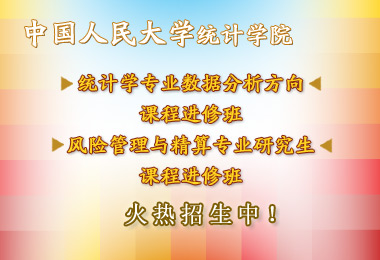 中国人民大学统计学院
统计学专业数据分析方向
课程进修班
风险管理与精算专业研究生
课程进修班
火热招生中！